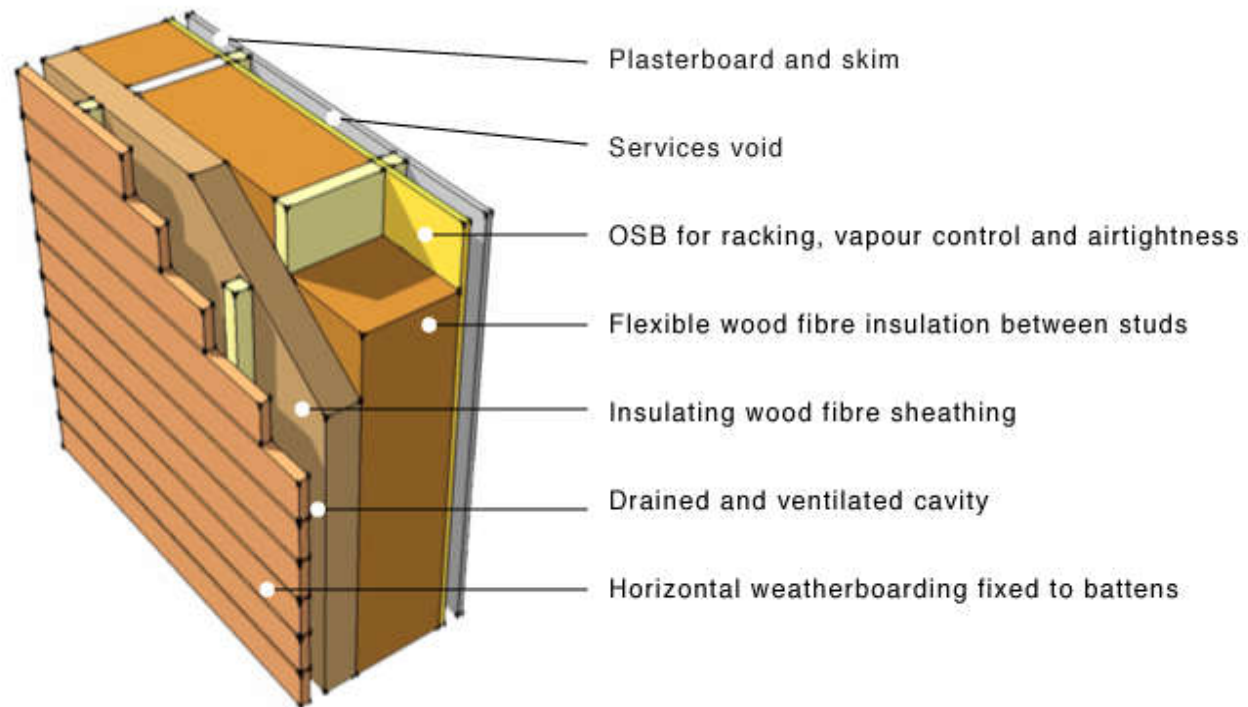 Plasterboard and skim
Services void
OSB for racking, vapour control and airtightness
Flexible wood fibre insulation between studs
Insulating wood fibre sheathing
Drained and ventilated cavity
Horizontal weatherboarding fixed to battens